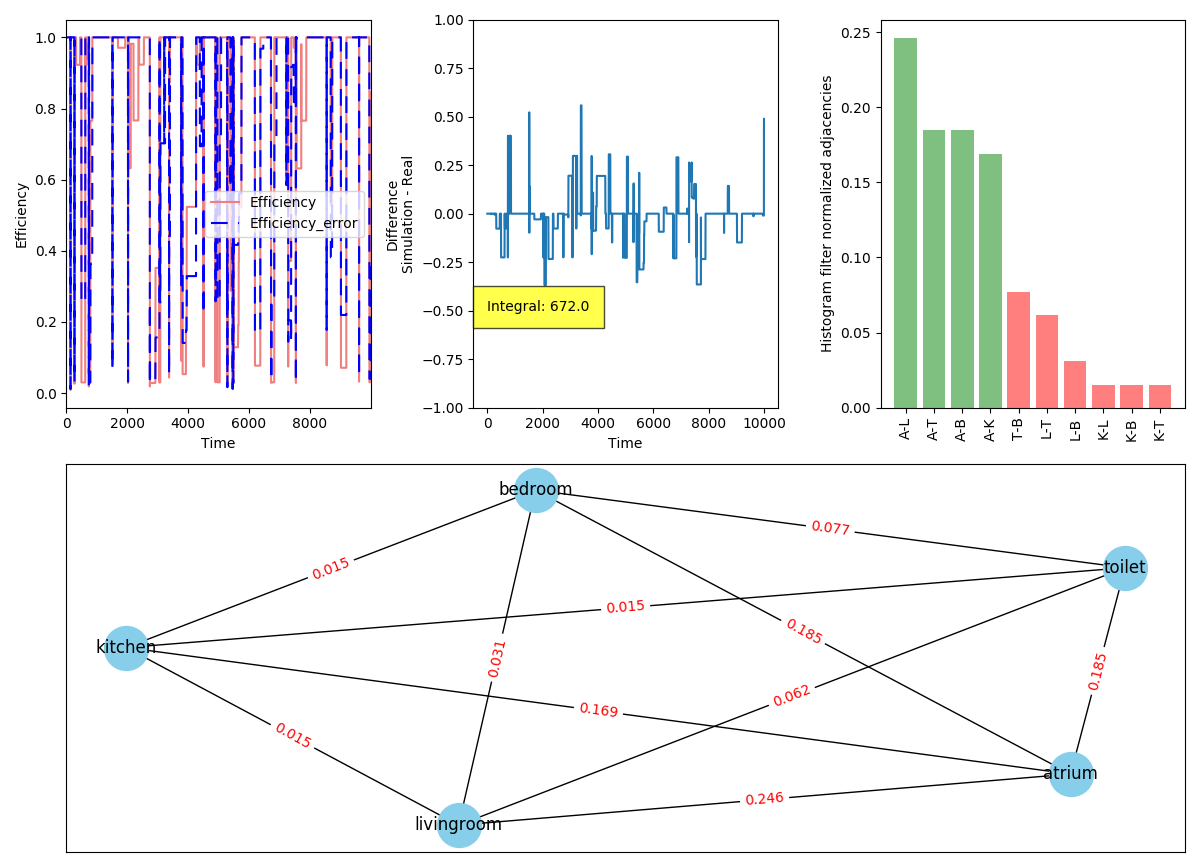 Efficiency
1.0
0.8
0.6
0.4
0.2
0.0
0 2000 4000 6000 8000
Time
Efficiency
Efficiency_error
Difference
Simulation - Real
1.00
0.75
0.50
0.25
0.00
−0.25
−0.50
−0.75
−1.00
0 2000 4000 6000 8000 10000
Time
Integral: 672.0
Histogram filter normalized adjacencies
0.25
0.20
0.15
0.10
0.05
0.00
A-L A-T A-B A-K T-B L-T L-B K-L K-B K-T
bedroom
0.077
toilet
0.015
0.015
0.185
kitchen
0.031
0.185
0.062
0.169
0.015
atrium
0.246
livingroom